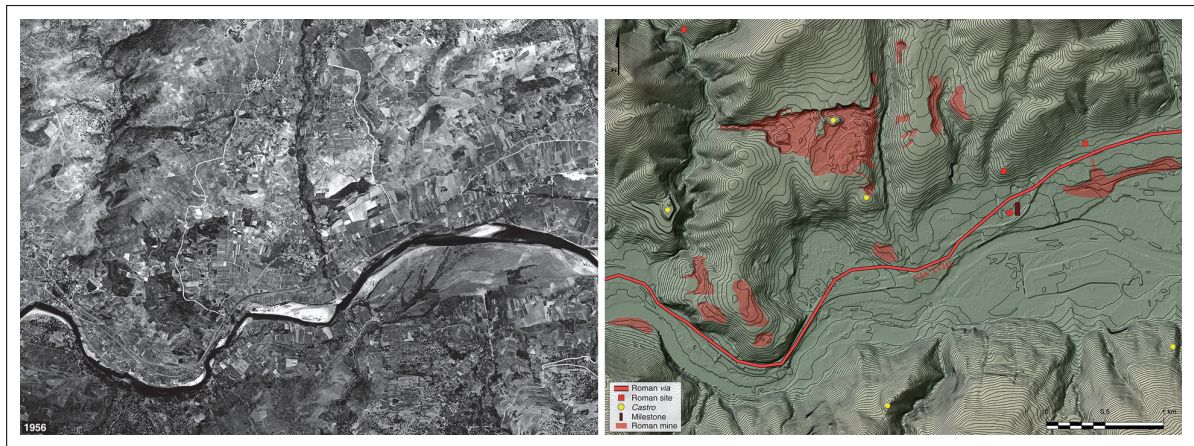 1956
Roman via
Roman site
Castro
Milestone
Roman mine
0
0.5
1 km